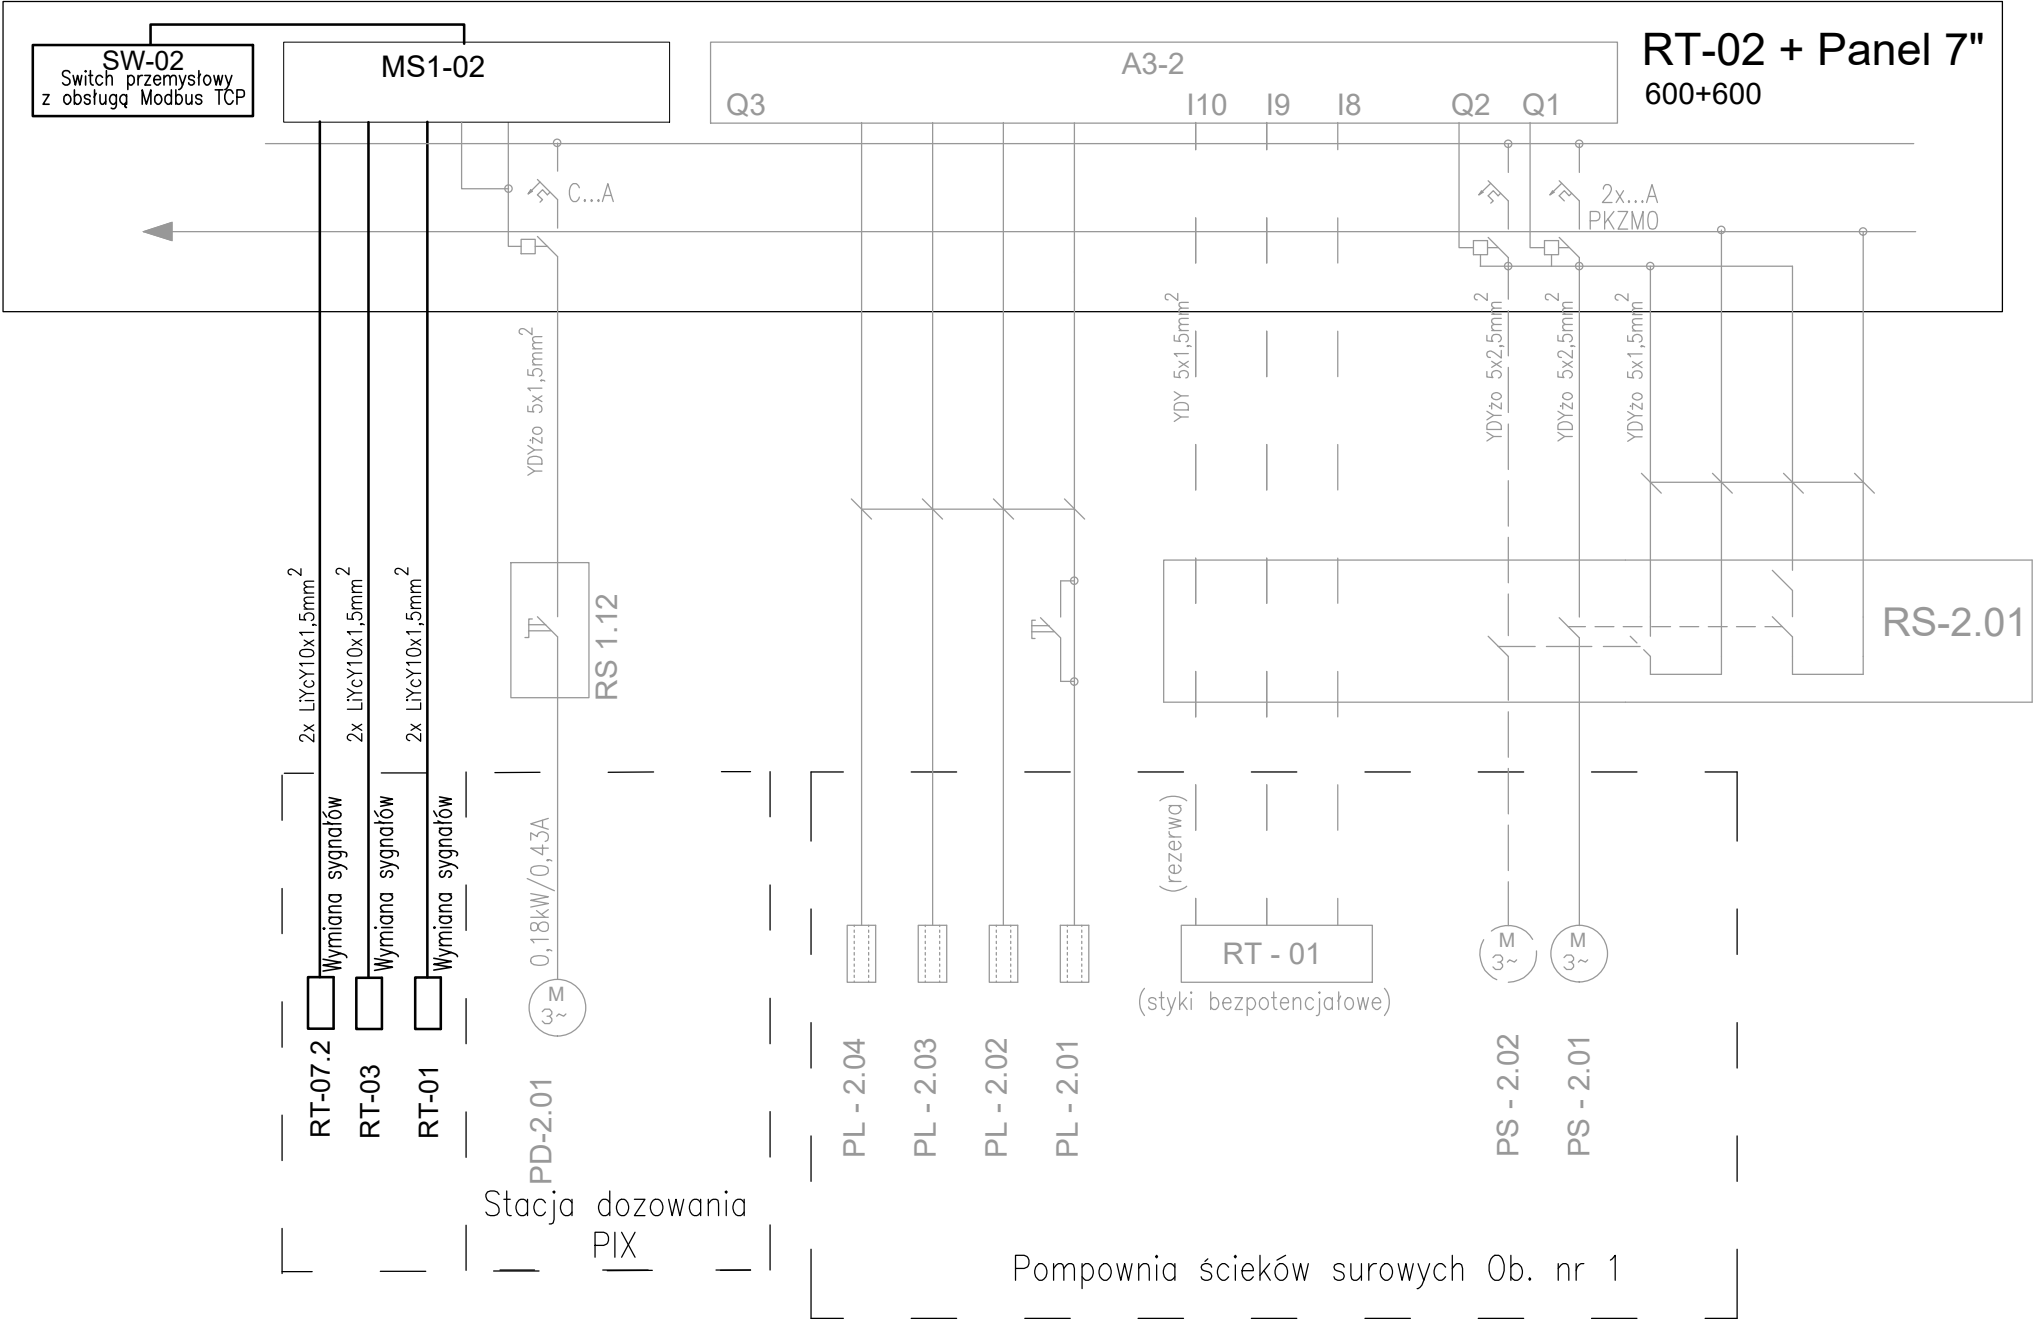 SW-02
Switch przemysłowy
z obsługą Modbus TCP
MS1-02
A3-2
Q3
I10
I9
I8
Q2
Q1
RT-02 + Panel 7"
600+600
C...A
2x...A
PKZM0
YDYżo 5x1,5mm²
YDY 5x1,5mm²
YDYżo 5x2,5mm²
YDYżo 5x2,5mm²
YDYżo 5x1,5mm²
2x LiYcY10x1,5mm²
2x LiYcY10x1,5mm²
2x LiYcY10x1,5mm²
RS 1.12
RS-2.01
Wymiana sygnałów
Wymiana sygnałów
Wymiana sygnałów
0,18kW/0,43A
(rezerwa)
RT - 01
(styki bezpotencjałowe)
M
3~
M
3~
M
3~
RT-07.2
RT-03
RT-01
PD-2.01
PL - 2.04
PL - 2.03
PL - 2.02
PL - 2.01
PS - 2.02
PS - 2.01
Stacja dozowania
PIX
Pompownia ścieków surowych Ob. nr 1